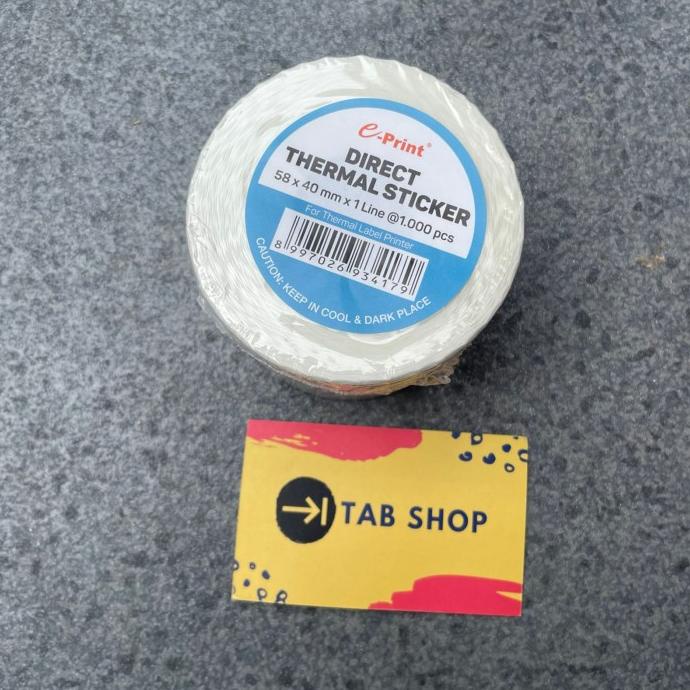 e-Print®
DIRECT
THERMAL STICKER
58 x 40 mm x 1 Line @1.000 pcs
For Thermal Label Printer
8 997026 934179
CAUTION: KEEP IN COOL & DARK PLACE
TAB SHOP